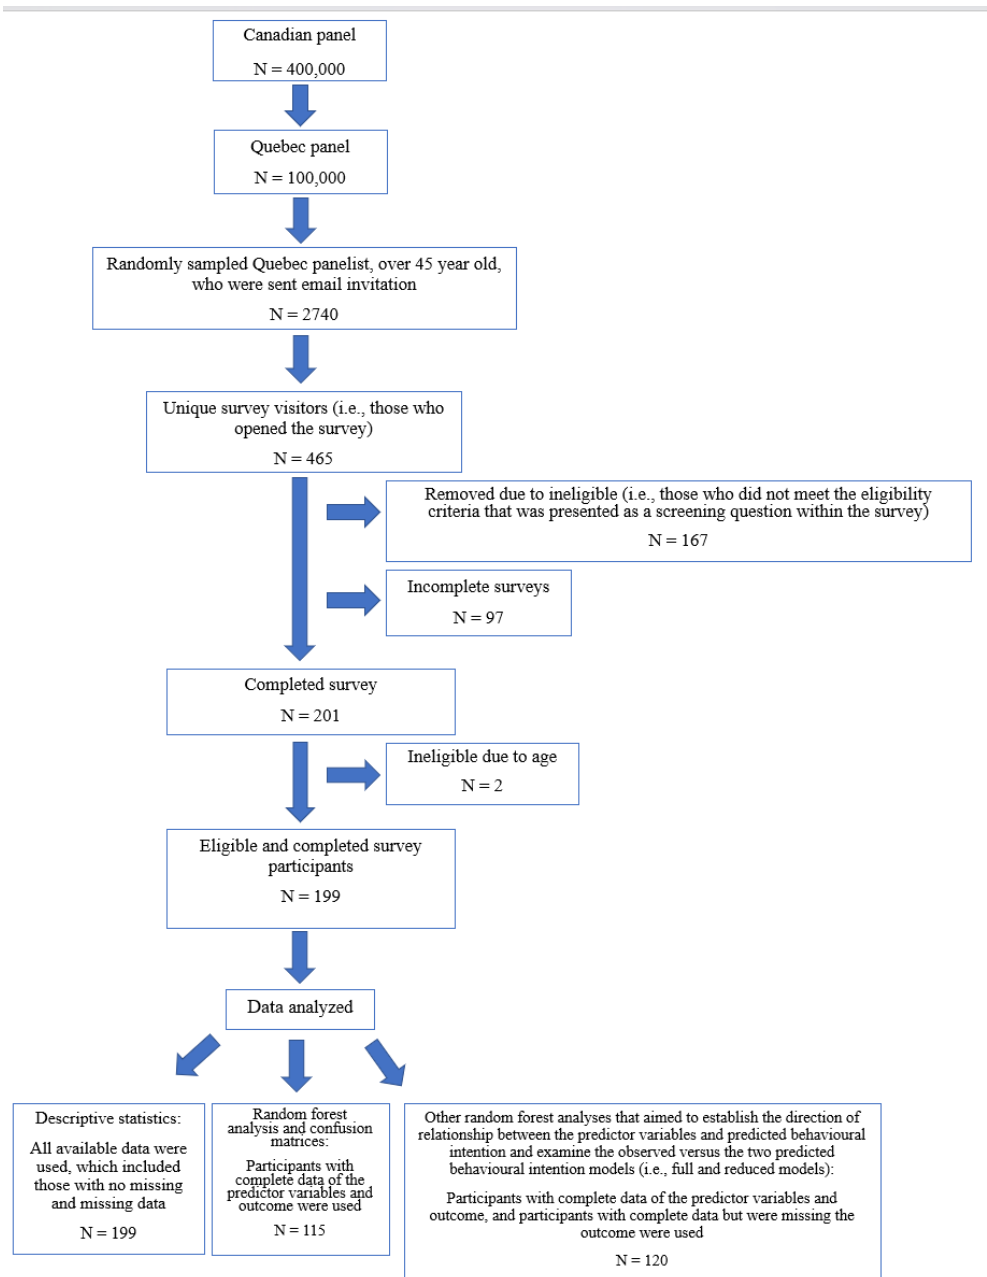 Canadian panel
N = 400,000
Quebec panel
N = 100,000
Randomly sampled Quebec panelist, over 45 year old,
who were sent email invitation
N = 2740
Unique survey visitors (i.e., those who
opened the survey)
N = 465
Removed due to ineligible (i.e., those who did not meet the eligibility
criteria that was presented as a screening question within the survey)
N = 167
Incomplete surveys
N = 97
Completed survey
N = 201
Ineligible due to age
N = 2
Eligible and completed survey
participants
N = 199
Data analyzed
Descriptive statistics:
All available data were
used, which included
those with no missing
and missing data
N = 199
Random forest
analysis and confusion
matrices:
Participants with
complete data of the
predictor variables and
outcome were used
N = 115
Other random forest analyses that aimed to establish the direction of
relationship between the predictor variables and predicted behavioural
intention and examine the observed versus the two predicted
behavioural intention models (i.e., full and reduced models):
Participants with complete data of the predictor variables and
outcome, and participants with complete data but were missing the
outcome were used
N = 120